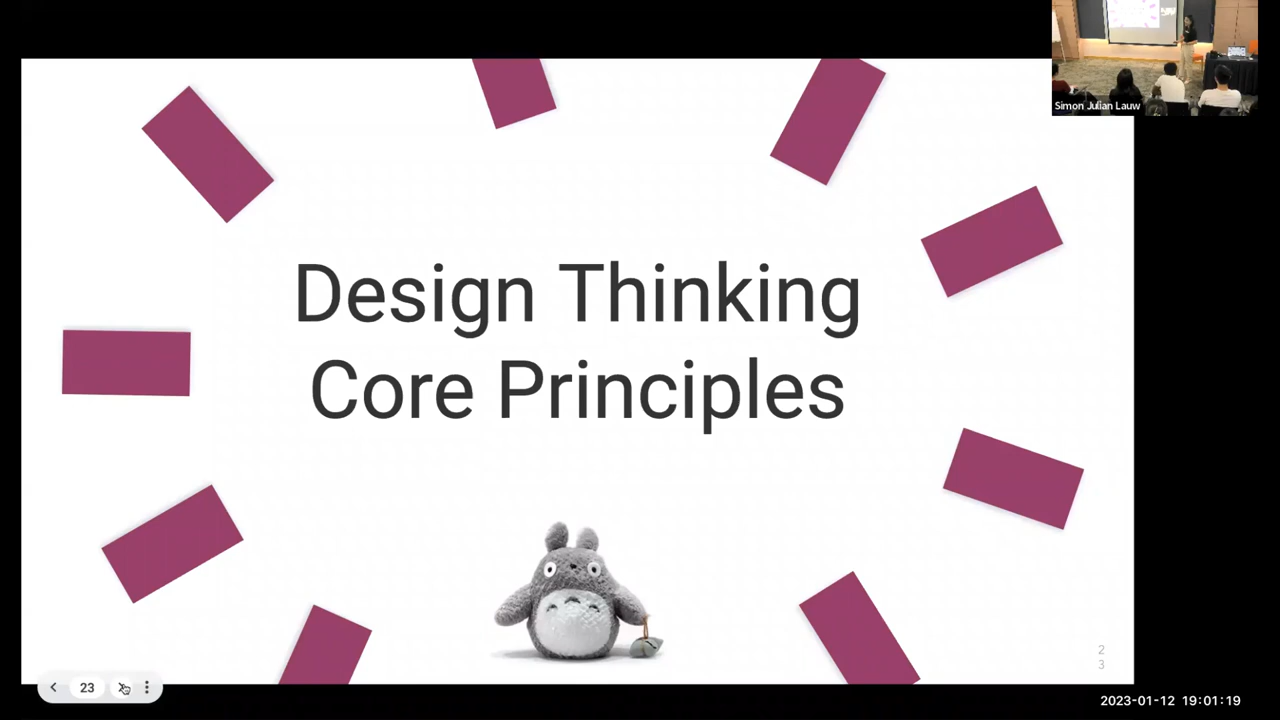 Simon Julian Lauw
Design Thinking
Core Principles
2
3
23
2023-01-12 19:01:19